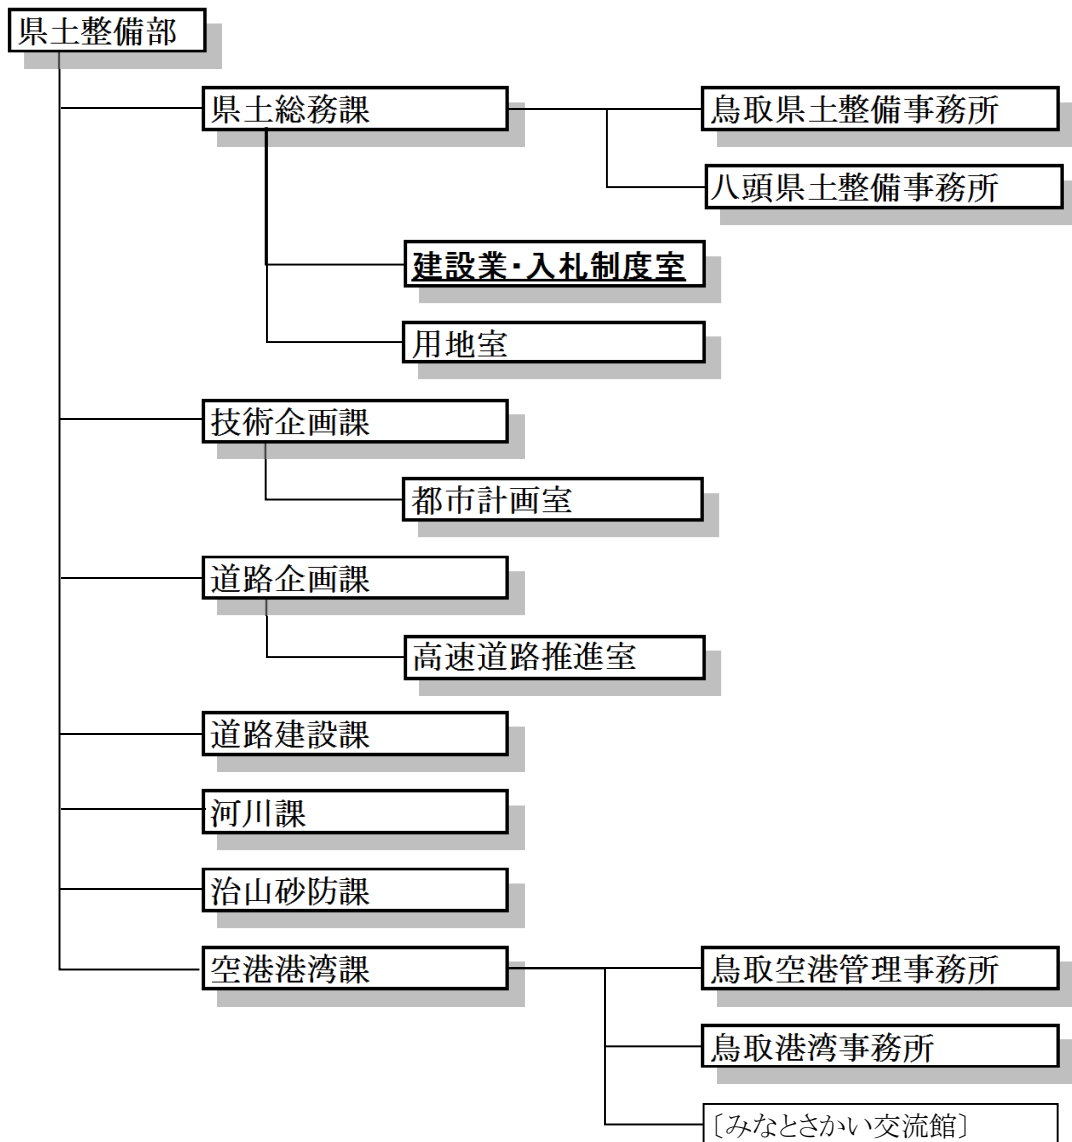 県土整備部
県土総務課
鳥取県土整備事務所
八頭県土整備事務所
建設業・入札制度室
用地室
技術企画課
都市計画室
道路企画課
高速道路推進室
道路建設課
河川課
治山砂防課
空港港湾課
鳥取空港管理事務所
鳥取港湾事務所
〔みなとさかい交流館〕